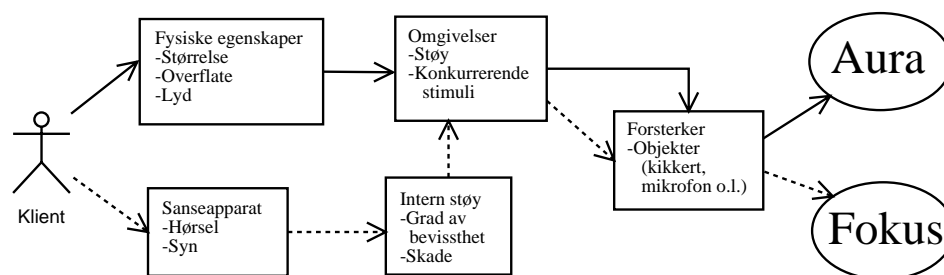 Fysiske egenskaper
-Størrelse
-Overflate
-Lyd
Omgivelser
-Støy
-Konkurrerende
stimuli
Aura
Forsterker
-Objekter
(kikkert,
mikrofon o.l.)
Klient
Sanseapparat
-Hørsel
-Syn
Intern støy
-Grad av
bevissthet
-Skade
Fokus